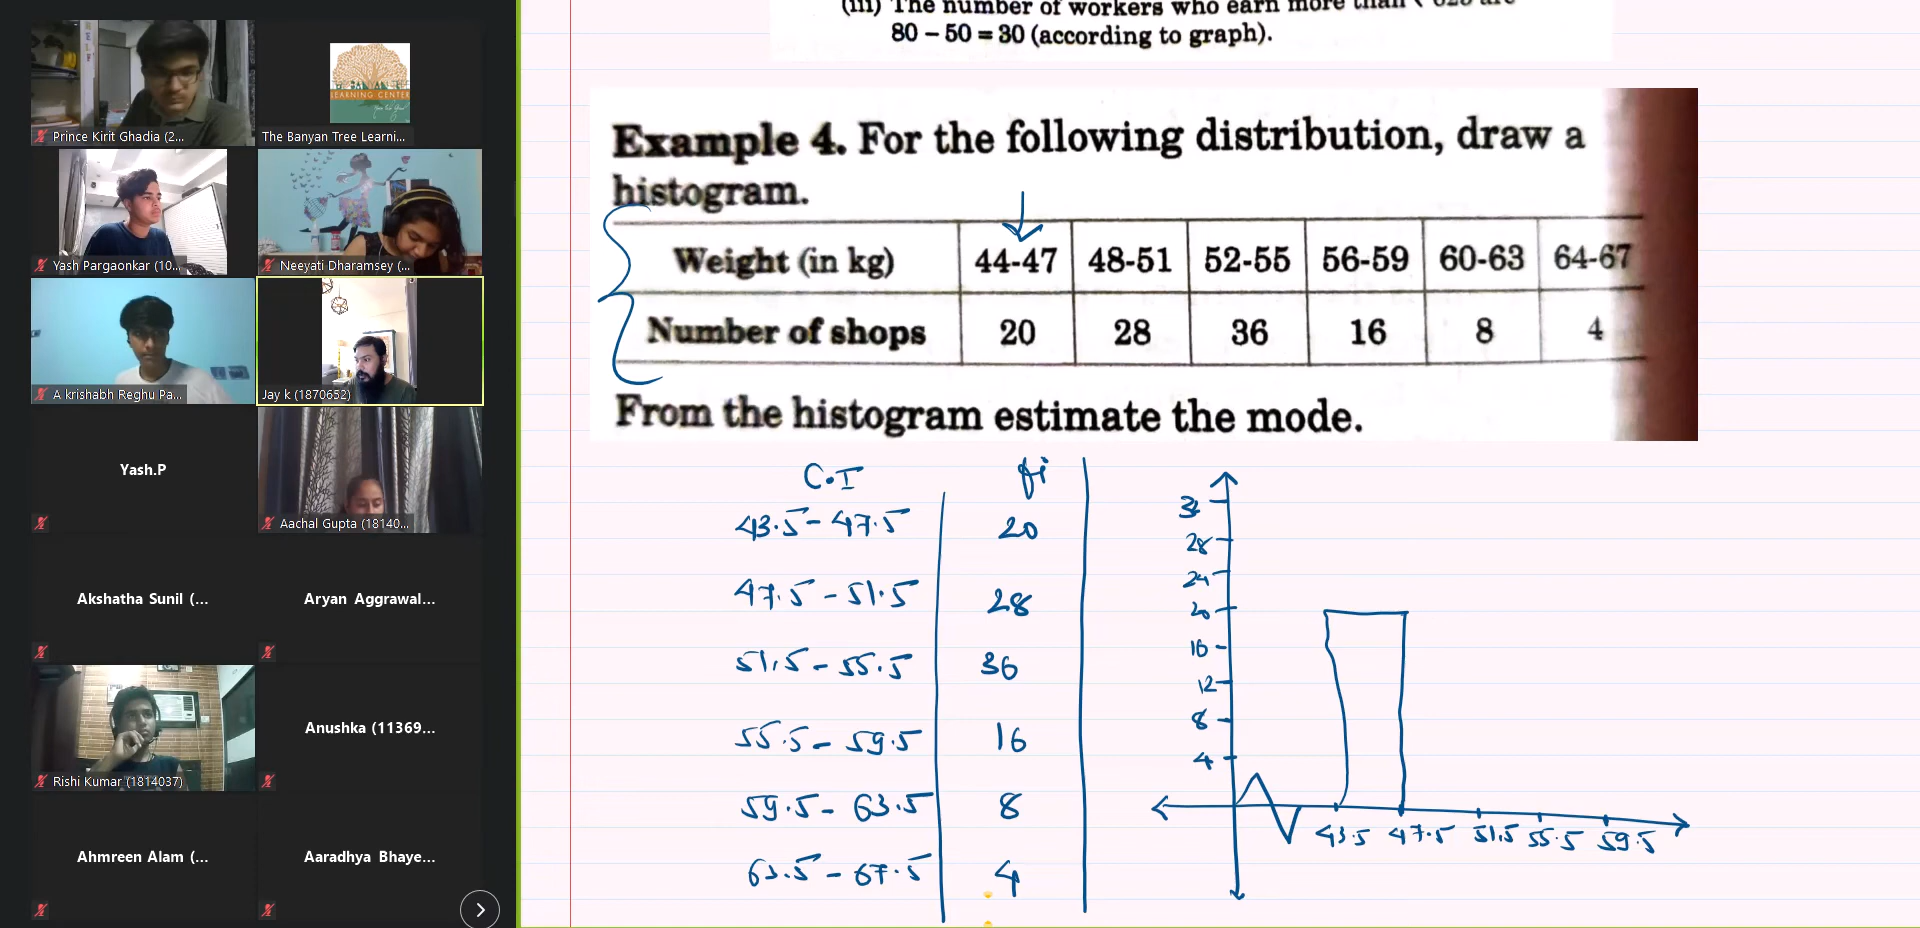 Prince Kirit Ghadia (2...
LEARNING CENTER
The Banyan Tree Learni...
Yash Pargaonkar (10...
Neeyati Dharamsey (...
A krishabh Reghu Pa...
Jay k (1870652)
Yash.P
Aachal Gupta (18140...
Akshatha Sunil (...
Aryan Aggrawal...
Rishi Kumar (1814037)
Anushka (11369...
Ahmreen Alam (...
Aaradhya Bhaye...
(iii) The number of workers who earn more than
80 – 50 = 30 (according to graph).
Example 4. For the following distribution, draw a
histogram.
Weight (in kg) 44-47 48-51 52-55 56-59 60-63 64-67
Number of shops 20 28 36 16 8 4
From the histogram estimate the mode.
C.I fi
43.5 - 47.5 20
47.5 - 51.5 28
51.5 - 55.5 36
55.5 - 59.5 16
59.5 - 63.5 8
63.5 - 67.5 4
28
24
20
16
12
8
4
43.5 47.5 51.5 55.5 59.5